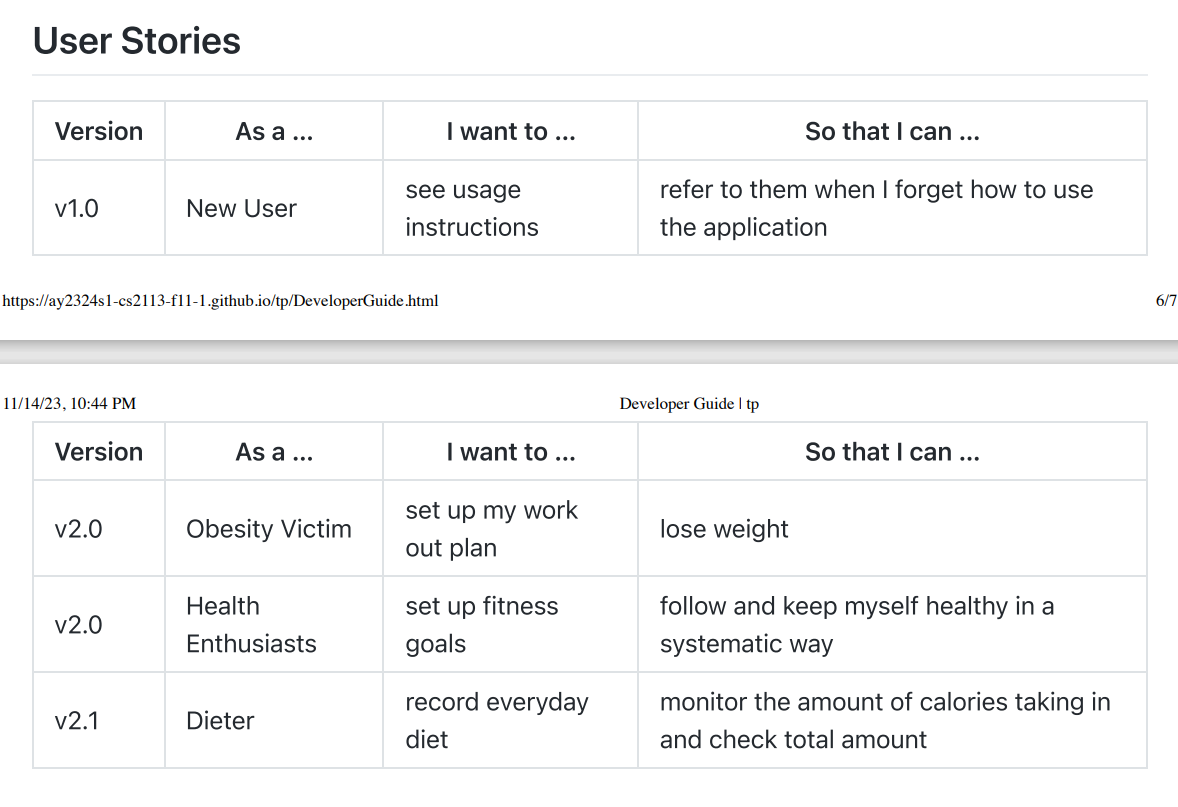 User Stories
Version As a ... I want to ... So that I can ...
v1.0 New User see usage instructions refer to them when I forget how to use the application
https://ay2324s1-cs2113-f11-1.github.io/tp/DeveloperGuide.html 6/7
11/14/23, 10:44 PM Developer Guide | tp
Version As a ... I want to ... So that I can ...
v2.0 Obesity Victim set up my work out plan lose weight
v2.0 Health Enthusiasts set up fitness goals follow and keep myself healthy in a systematic way
v2.1 Dieter record everyday diet monitor the amount of calories taking in and check total amount